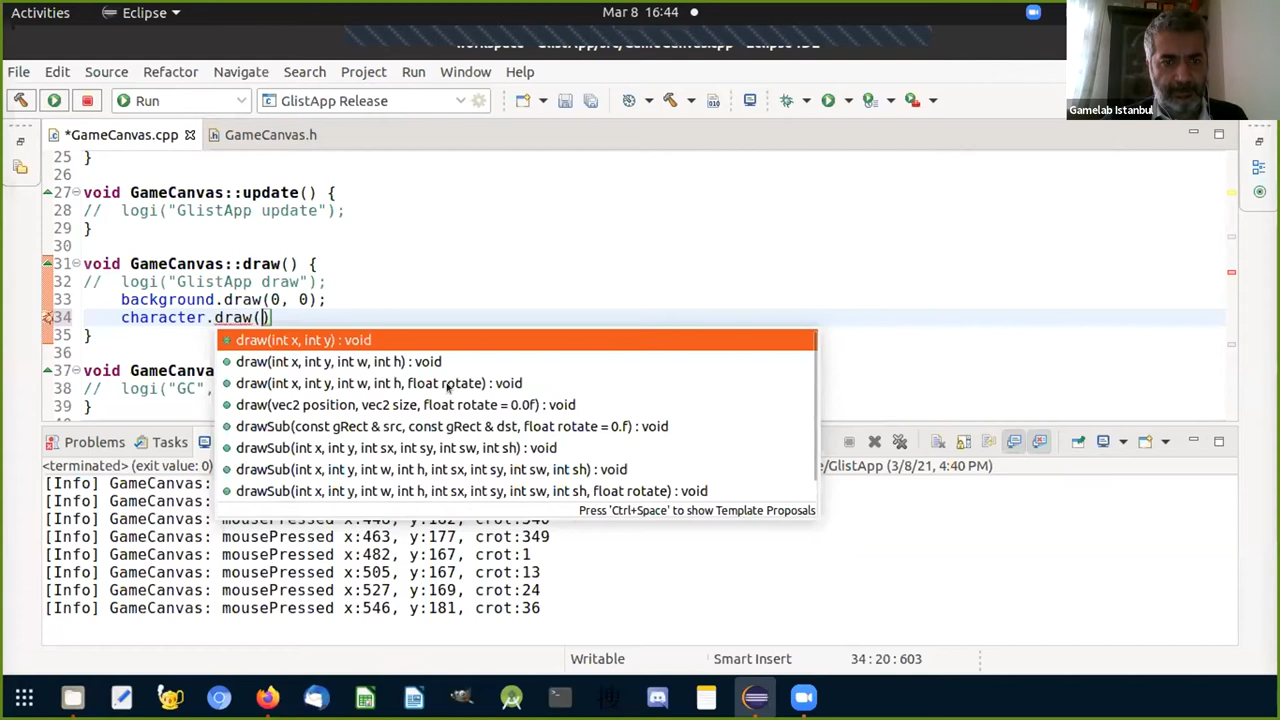 Activities Eclipse Mar 8 16:44
File Edit Source Refactor Navigate Search Project Run Window Help
Gamelab Istanbul
Run GlistApp Release
*GameCanvas.cpp GameCanvas.h
25 }
26
27 void GameCanvas::update() {
28 //  logi("GlistApp update");
29 }
30
31 void GameCanvas::draw() {
32 //  logi("GlistApp draw");
33     background.draw(0, 0);
34     character.draw()
35 }
36
37 void GameCa
38 //  logi("GC",
39 }
draw(int x, int y) : void
draw(int x, int y, int w, int h) : void
draw(int x, int y, int w, int h, float rotate) : void
draw(vec2 position, vec2 size, float rotate = 0.0f) : void
drawSub(const gRect & src, const gRect & dst, float rotate = 0.f) : void
drawSub(int x, int y, int sx, int sy, int sw, int sh) : void
drawSub(int x, int y, int w, int h, int sx, int sy, int sw, int sh) : void
drawSub(int x, int y, int w, int h, int sx, int sy, int sw, int sh, float rotate) : void
Press 'Ctrl+Space' to show Template Proposals
Problems Tasks
<terminated> (exit value: 0) e/GlistApp (3/8/21, 4:40 PM)
[Info] GameCanvas:
[Info] GameCanvas:
[Info] GameCanvas: mousePressed x:448, y:182, crot:340
[Info] GameCanvas: mousePressed x:463, y:177, crot:349
[Info] GameCanvas: mousePressed x:482, y:167, crot:1
[Info] GameCanvas: mousePressed x:505, y:167, crot:13
[Info] GameCanvas: mousePressed x:527, y:169, crot:24
[Info] GameCanvas: mousePressed x:546, y:181, crot:36
Writable Smart Insert 34 : 20 : 603